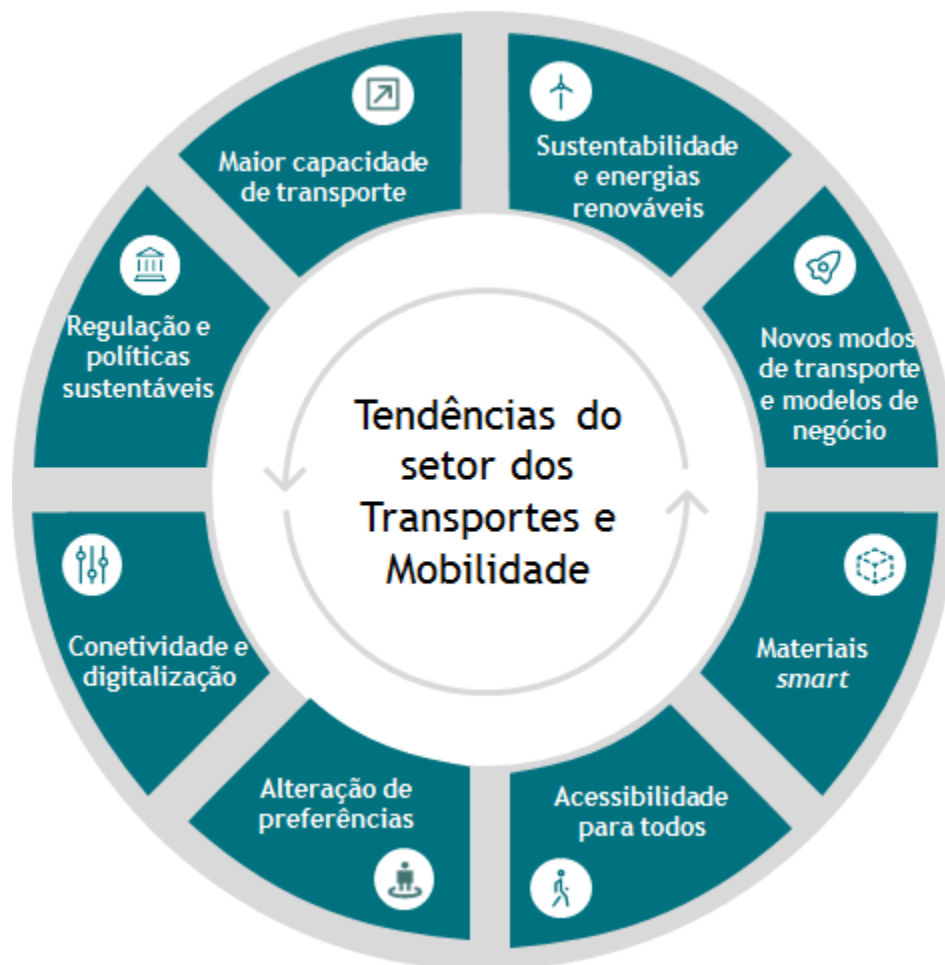 Maior capacidade
de transporte
Sustentabilidade
e energias
renováveis
Regulação e
políticas
sustentáveis
Novos modos
de transporte
e modelos de
negócio
Tendências do
setor dos
Transportes e
Mobilidade
Conetividade e
digitalização
Materiais
smart
Alteração de
preferências
Acessibilidade
para todos